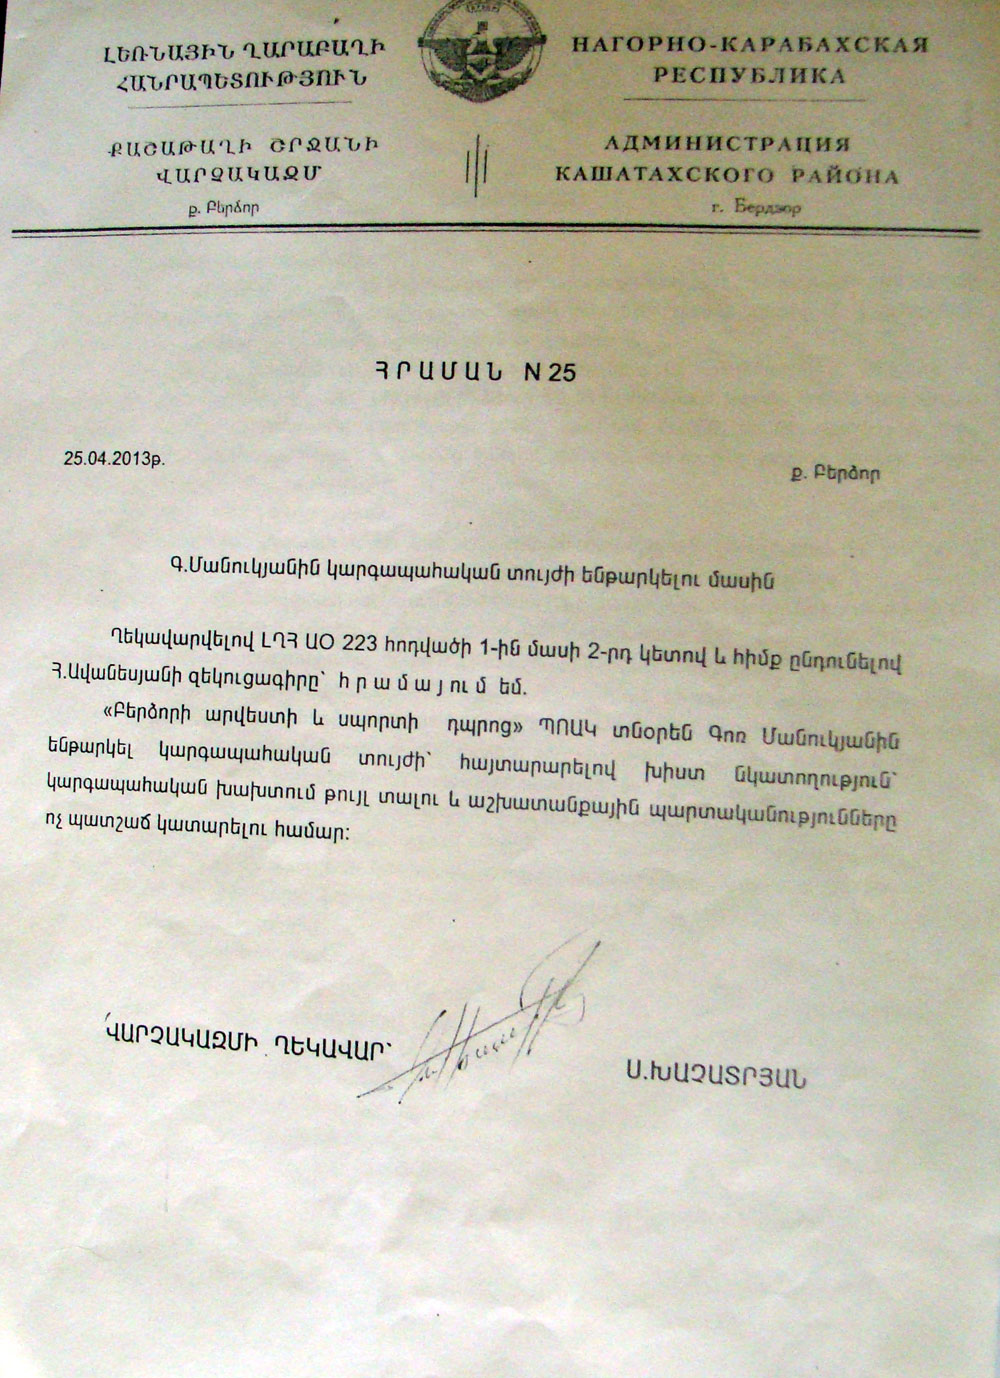 ԼԵՌՆԱՅԻՆ ՂԱՐԱԲԱՂԻ
ՀԱՆՐԱՊԵՏՈՒԹՅՈՒՆ
ՔԱՇԱԹԱՂԻ ՇՐՋԱՆԻ
ՎԱՐՉԱԿԱԶՄ
ք. Բերձոր
НАГОРНО-КАРАБАХСКАЯ
РЕСПУБЛИКА
АДМИНИСТРАЦИЯ
КАШАТАХСКОГО РАЙОНА
г. Бердзор
ՀՐԱՄԱՆ N 25
25.04.2013թ.
ք. Բերձոր
Գ.Մանուկյանին կարգապահական տույժի ենթարկելու մասին
Ղեկավարվելով ԼՂՀ ԱՕ 223 հոդվածի 1-ին մասի 2-րդ կետով և հիմք ընդունելով
Հ.Ավանեսյանի զեկուցագիրը՝ հ ր ա մ ա յ ու մ եմ.
«Բերձորի արվեստի և սպորտի դպրոց» ՊՈԱԿ տնօրեն Գոռ Մանուկյանին
ենթարկել կարգապահական տույժի՝ հայտարարելով խիստ նկատողություն՝
կարգապահական խախտում թույլ տալու և աշխատանքային պարտականությունները
ոչ պատշաճ կատարելու համար:
ՎԱՐՉԱԿԱԶՄԻ ՂԵԿԱՎԱՐ՝
Ս.ԽԱՉԱՏՐՅԱՆ